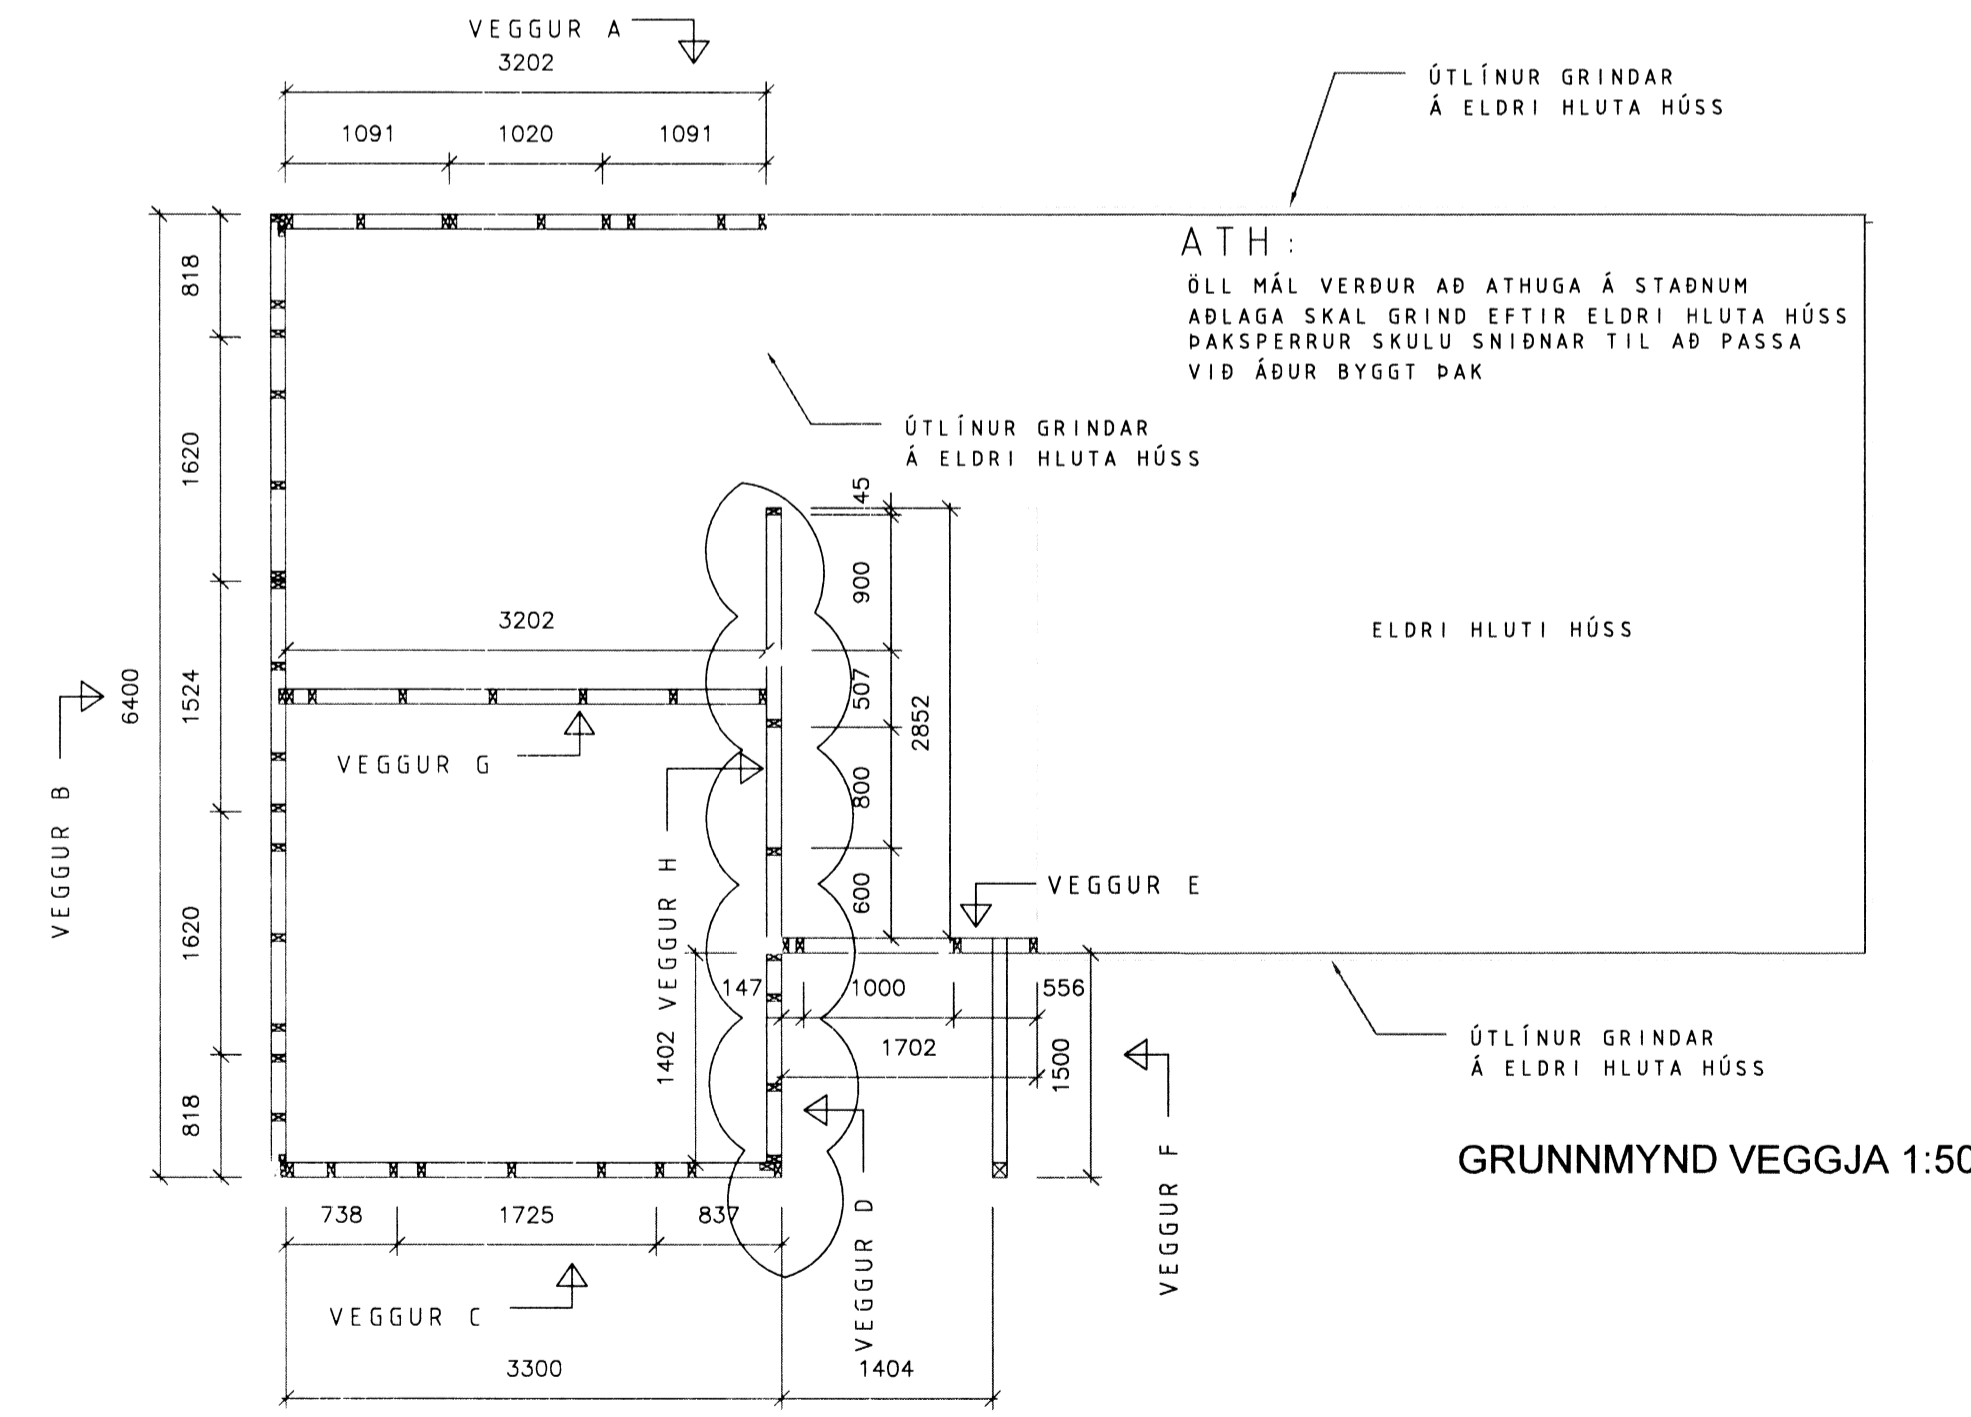 VEGGUR A
3202
1091 1020 1091
ÚTLÍNUR GRINDAR
Á ELDRI HLUTA HÚSS
ATH:
ÖLL MÁL VERÐUR AÐ ATHUGA Á STAÐNUM
AÐLAGA SKAL GRIND EFTIR ELDRI HLUTA HÚSS
ÞAKSPERRUR SKULU SNIÐNAR TIL AÐ PASSA
VIÐ ÁÐUR BYGGT ÞAK
ÚTLÍNUR GRINDAR
Á ELDRI HLUTA HÚSS
818
1620
1524
1620
818
6400
VEGGUR B
3202
VEGGUR G
45
900
507
800
600
2852
ELDRI HLUTI HÚSS
VEGGUR H
VEGGUR E
147 1000 556
1702
1402
1500
ÚTLÍNUR GRINDAR
Á ELDRI HLUTA HÚSS
VEGGUR F
GRUNNMYND VEGGJA 1:50
738 1725 837
VEGGUR D
VEGGUR C
3300 1404